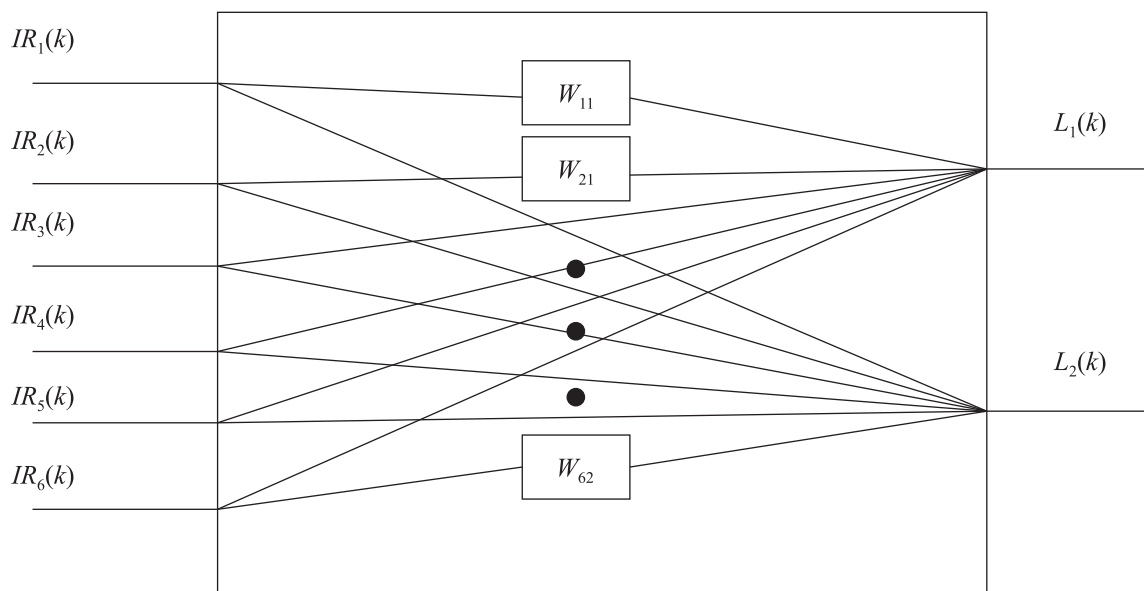 IR₁(k)
IR₂(k)
IR₃(k)
IR₄(k)
IR₅(k)
IR₆(k)
W₁₁
W₂₁
W₆₂
L₁(k)
L₂(k)